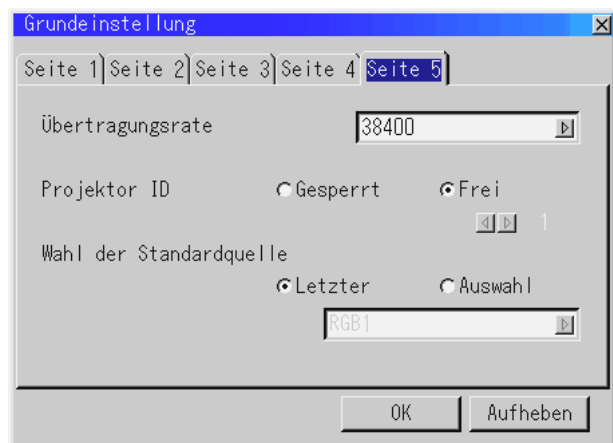 Grundeinstellung
Seite 1 Seite 2 Seite 3 Seite 4 Seite 5
Übertragungsrate 38400
Projektor ID Gesperrt Frei
1
Wahl der Standardquelle
Letzter Auswahl
RGB1
OK Aufheben